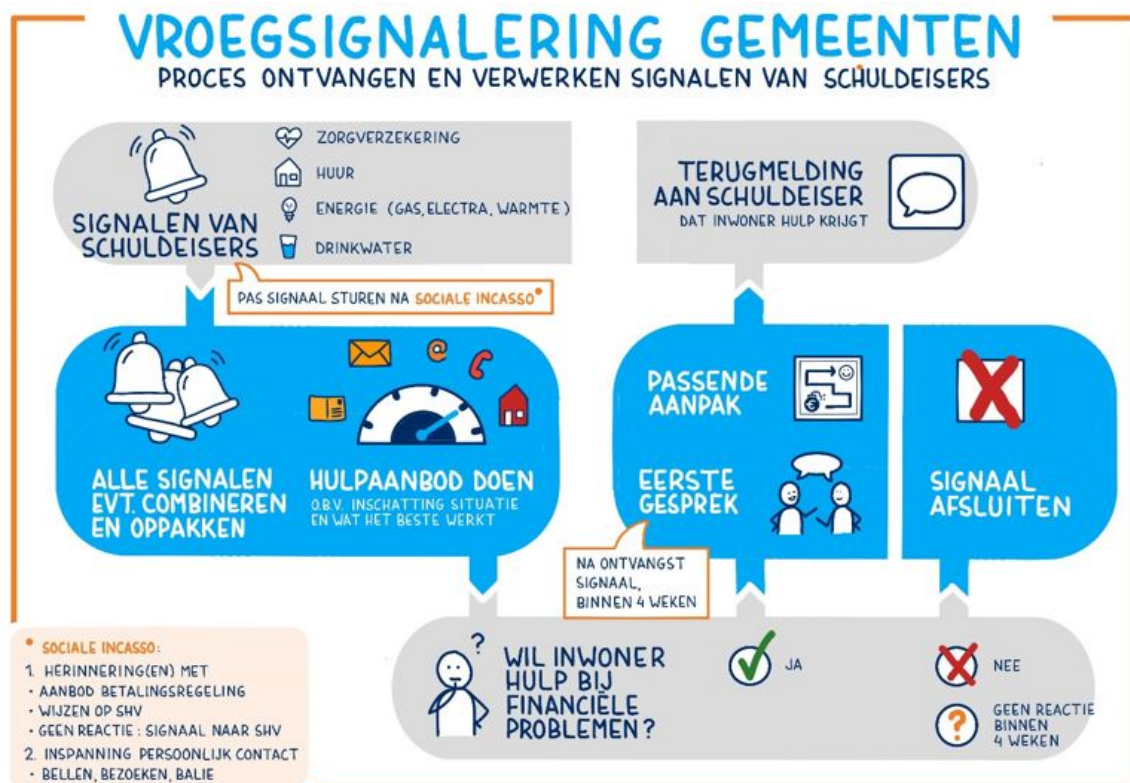 VROEGSIGNALERING GEMEENTEN
PROCES ONTVANGEN EN VERWERKEN SIGNALEN VAN SCHULDEISERS
SIGNALEN VAN
SCHULDEISERS
ZORGVERZEKERING
HUUR
ENERGIE (GAS, ELECTRA, WARMTE)
DRINKWATER
PAS SIGNAAL STUREN NA SOCIALE INCASSO*
ALLE SIGNALEN
EVT. COMBINEREN
EN OPPAKKEN
@
HULPAANBOD DOEN
O.B.V. INSCHATTING SITUATIE
EN WAT HET BESTE WERKT
?
WIL INWONER
HULP BIJ
FINANCIËLE
PROBLEMEN?
JA
NEE
?
GEEN REACTIE
BINNEN
4 WEKEN
NA ONTVANGST
SIGNAAL,
BINNEN 4 WEKEN
EERSTE
GESPREK
PASSENDE
AANPAK
€
TERUGMELDING
AAN SCHULDEISER
DAT INWONER HULP KRIJGT
SIGNAAL
AFSLUITEN
* SOCIALE INCASSO:
1. HERINNERING(EN) MET
• AANBOD BETALINGSREGELING
• WIJZEN OP SHV
• GEEN REACTIE: SIGNAAL NAAR SHV
2. INSPANNING PERSOONLIJK CONTACT
• BELLEN, BEZOEKEN, BALIE